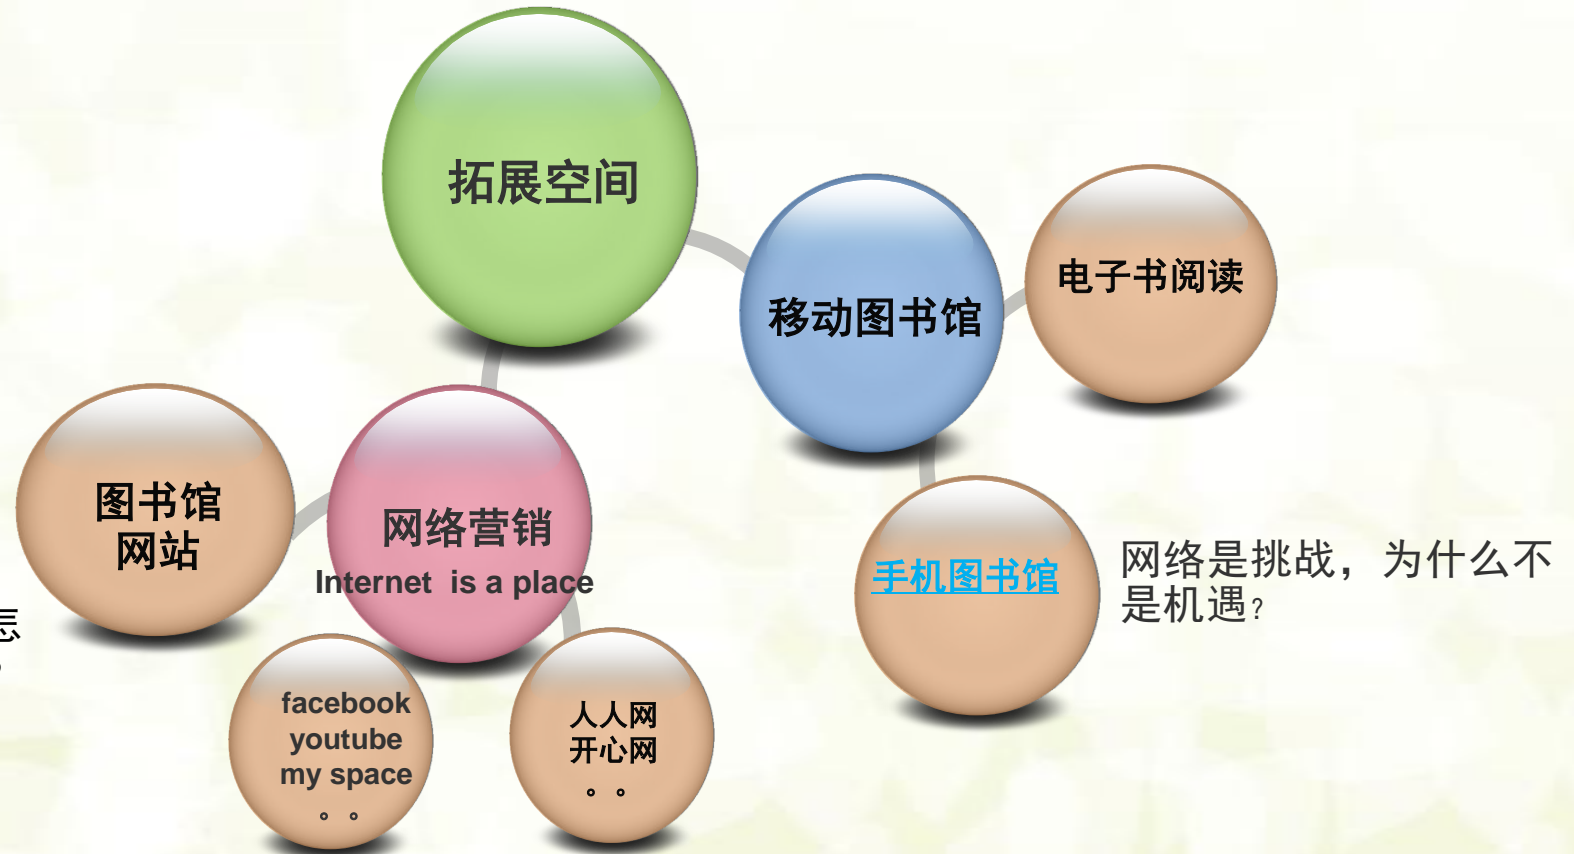 拓展空间
移动图书馆
电子书阅读
图书馆
网站
网络营销
Internet is a place
手机图书馆
网络是挑战，为什么不
是机遇?
facebook
youtube
my space
。。
人人网
开心网
。。